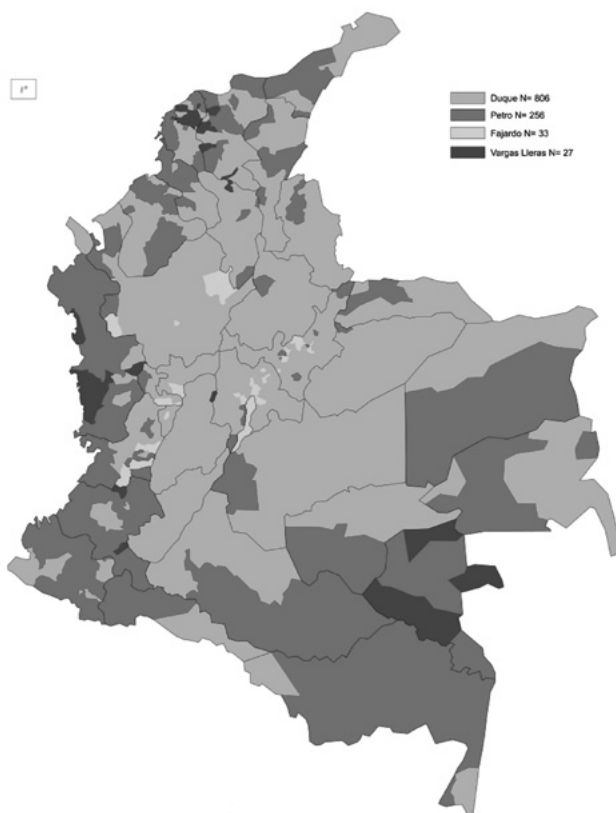 Duque N= 806
Petro N= 256
Fajardo N= 33
Vargas Lleras N= 27